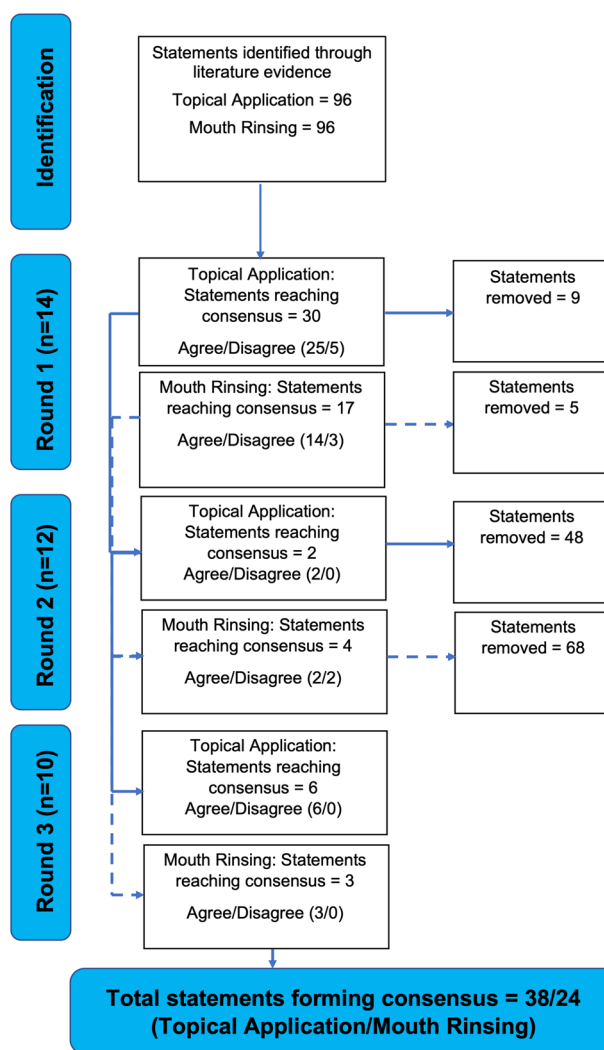 Identification
Statements identified through
literature evidence
Topical Application = 96
Mouth Rinsing = 96
Round 1 (n=14)
Topical Application:
Statements reaching
consensus = 30
Agree/Disagree (25/5)
Statements
removed = 9
Mouth Rinsing: Statements
reaching consensus = 17
Agree/Disagree (14/3)
Statements
removed = 5
Round 2 (n=12)
Topical Application:
Statements reaching
consensus = 2
Agree/Disagree (2/0)
Statements
removed = 48
Mouth Rinsing: Statements
reaching consensus = 4
Agree/Disagree (2/2)
Statements
removed = 68
Round 3 (n=10)
Topical Application:
Statements reaching
consensus = 6
Agree/Disagree (6/0)
Mouth Rinsing: Statements
reaching consensus = 3
Agree/Disagree (3/0)
Total statements forming consensus = 38/24
(Topical Application/Mouth Rinsing)